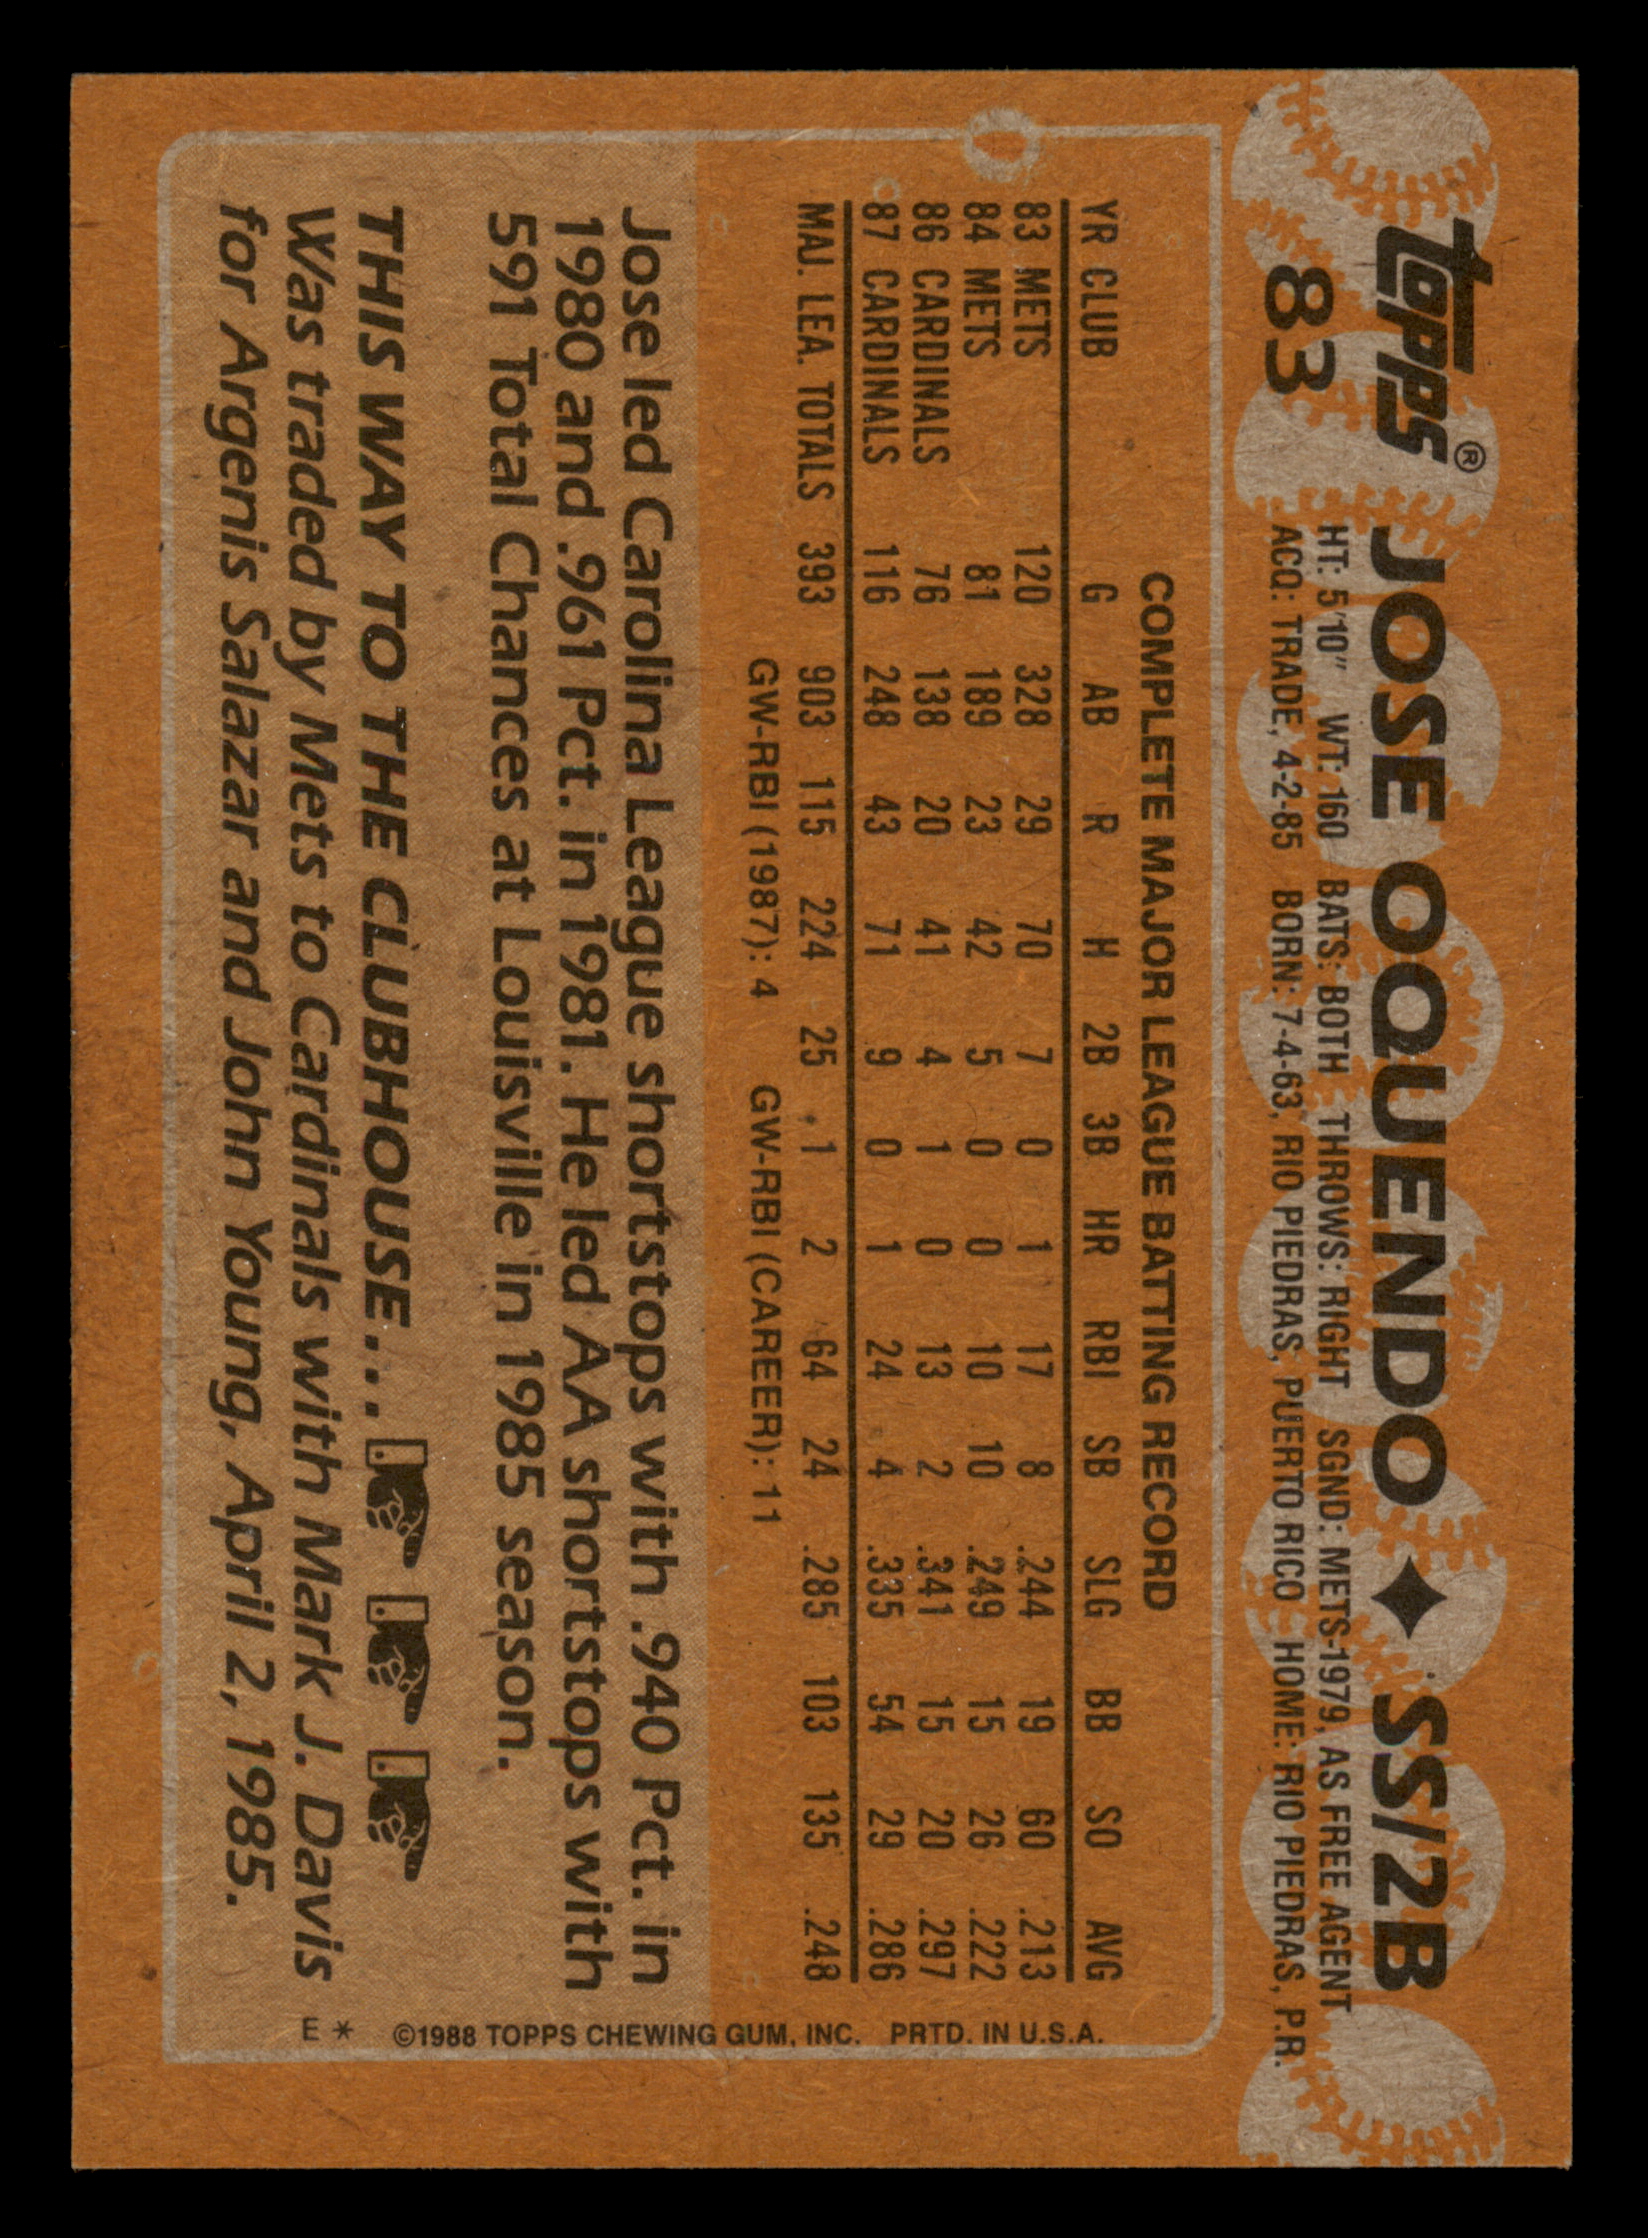 topps®
83
JOSE OQUENDO ✦ SS/2B
HT: 5'10" WT: 160 BATS: BOTH THROWS: RIGHT SGND: METS-1979, AS FREE AGENT
ACQ: TRADE, 4-2-85 BORN: 7-4-63, RIO PIEDRAS, PUERTO RICO HOME: RIO PIEDRAS, P.R.
COMPLETE MAJOR LEAGUE BATTING RECORD
YR CLUB G AB R H 2B 3B HR RBI SB SLG BB SO AVG
83 METS 120 328 29 70 7 0 1 17 8 .244 19 60 .213
84 METS 81 189 23 42 5 0 0 10 10 .249 15 26 .222
86 CARDINALS 76 138 20 41 4 1 0 13 2 .341 15 20 .297
87 CARDINALS 116 248 43 71 9 0 1 24 4 .335 54 29 .286
MAJ. LEA. TOTALS 393 903 115 224 25 1 2 64 24 .285 103 135 .248
GW-RBI (1987): 4 GW-RBI (CAREER): 11
Jose led Carolina League shortstops with .940 Pct. in
1980 and .961 Pct. in 1981. He led AA shortstops with
591 Total Chances at Louisville in 1985 season.
THIS WAY TO THE CLUBHOUSE...
Was traded by Mets to Cardinals with Mark J. Davis
for Argenis Salazar and John Young, April 2, 1985.
E * ©1988 TOPPS CHEWING GUM, INC. PRTD. IN U.S.A.